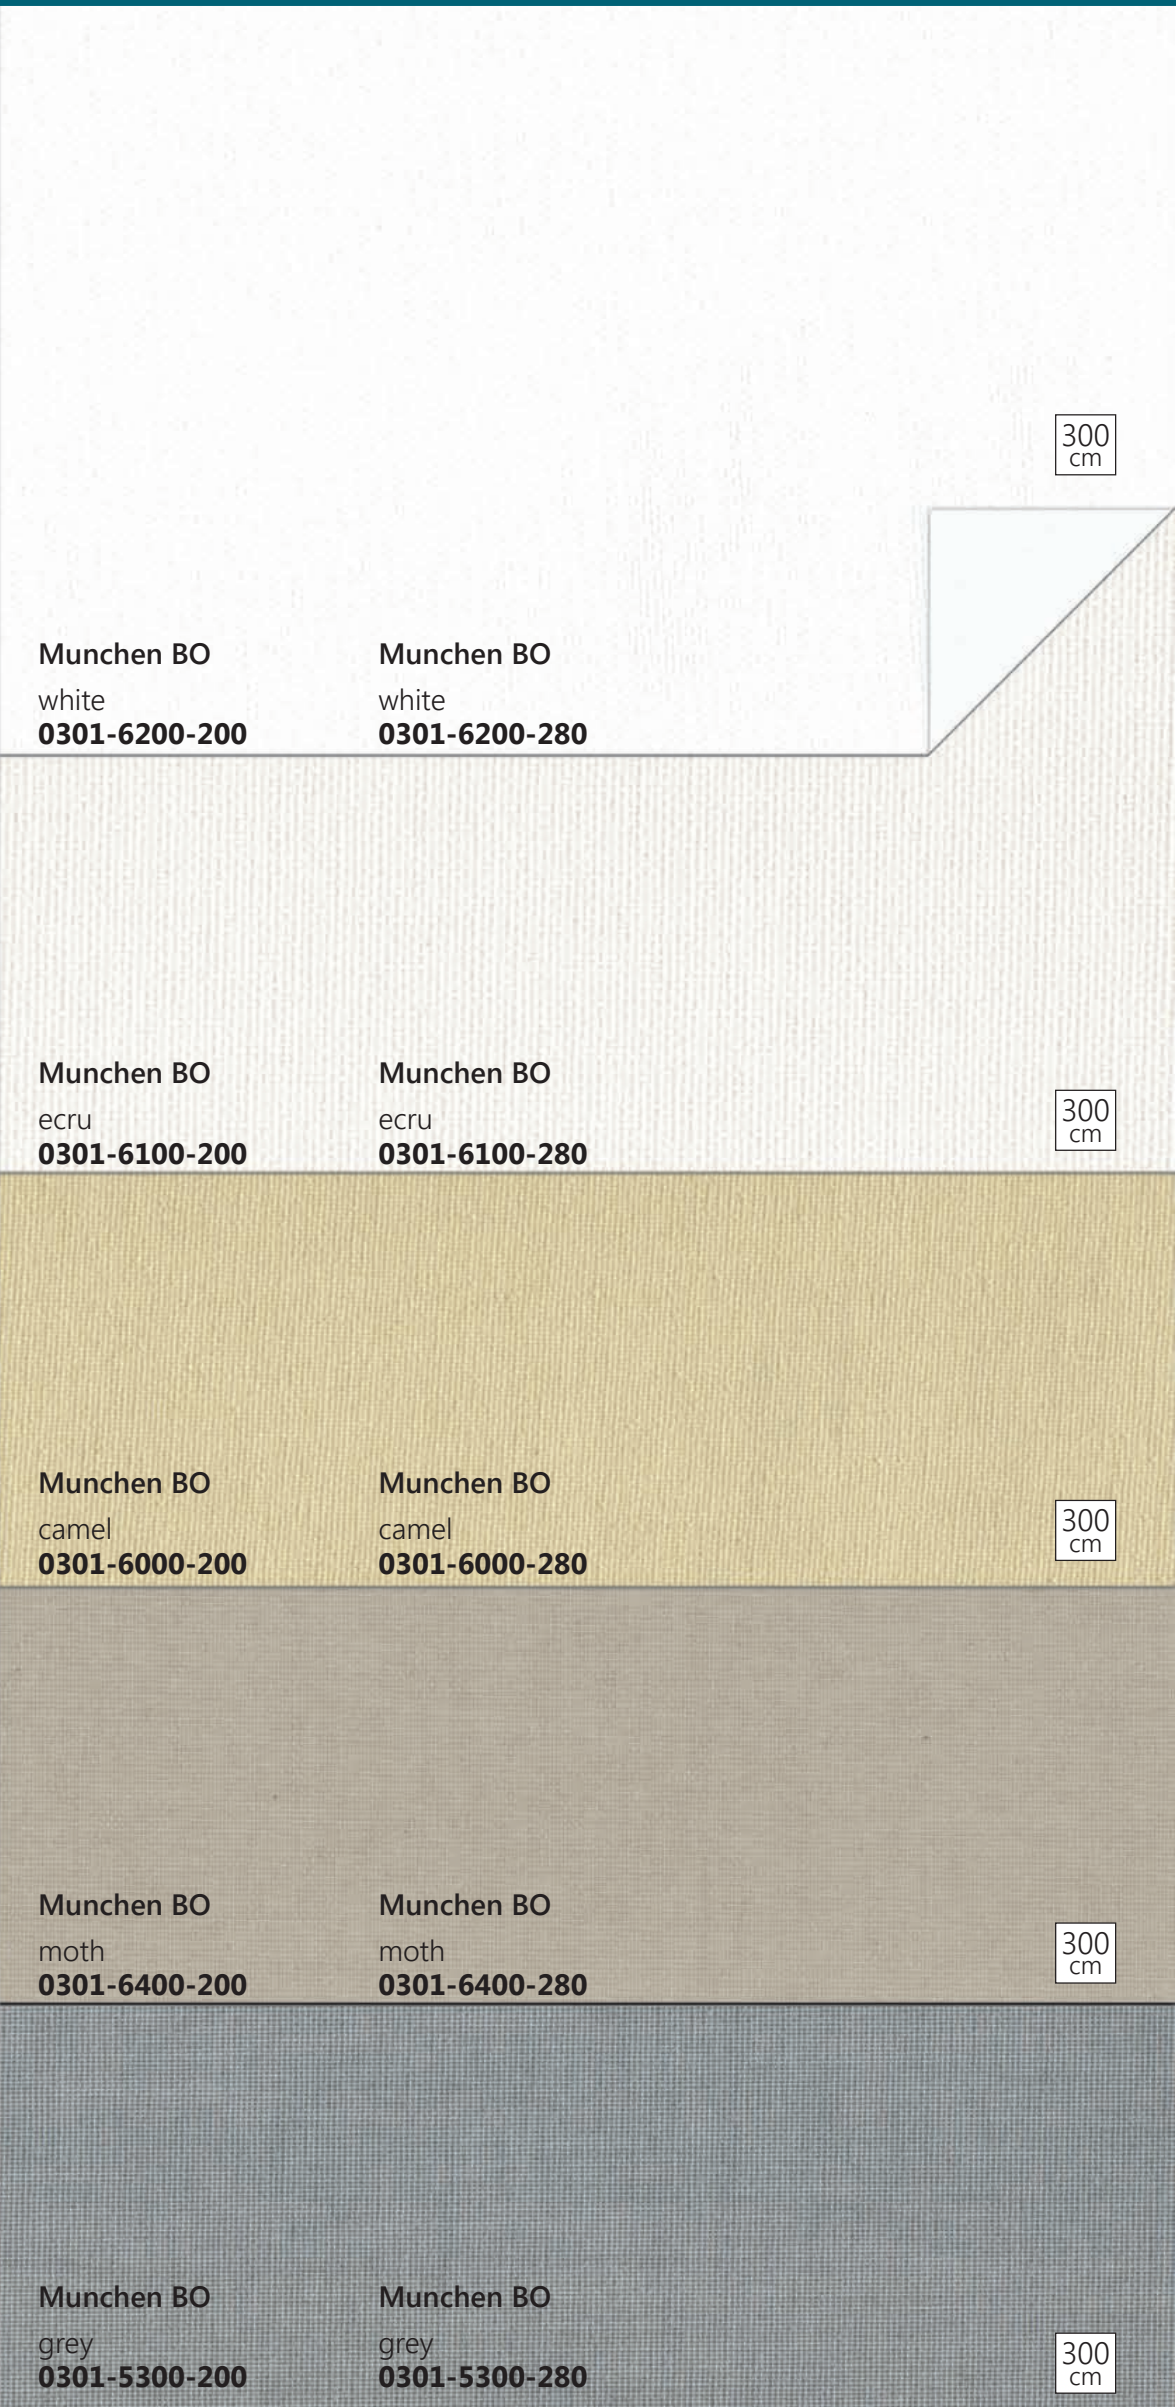 300
cm
Munchen BO
Munchen BO
white
white
0301-6200-200
0301-6200-280
Munchen BO
Munchen BO
ecru
ecru
0301-6100-200
0301-6100-280
300
cm
Munchen BO
Munchen BO
camel
camel
0301-6000-200
0301-6000-280
300
cm
Munchen BO
Munchen BO
moth
moth
0301-6400-200
0301-6400-280
300
cm
Munchen BO
Munchen BO
grey
grey
0301-5300-200
0301-5300-280
300
cm